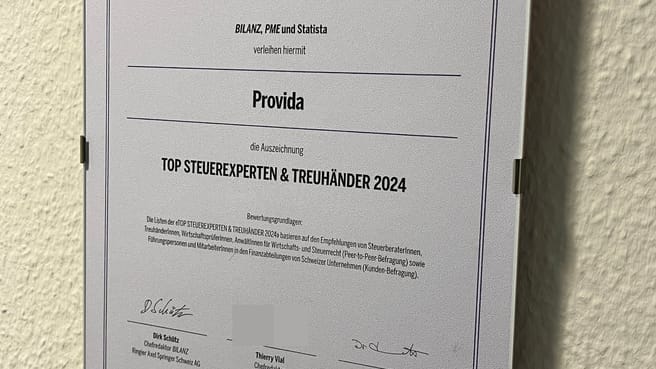 BILANZ, PME und Statista
verleihen hiermit
Provida
die Auszeichnung
TOP STEUEREXPERTEN & TREUHÄNDER 2024
Bewertungsgrundlagen:
Die Listen der «TOP STEUEREXPERTEN & TREUHÄNDER 2024» basieren auf den Empfehlungen von SteuerberaterInnen,
TreuhänderInnen, WirtschaftsprüferInnen, AnwältInnen für Wirtschafts- und Steuerrecht (Peer-to-Peer-Befragung) sowie
Führungspersonen und MitarbeiterInnen in den Finanzabteilungen von Schweizer Unternehmen (Kunden-Befragung).
D Schütz
Dirk Schütz
Chefredaktor BILANZ
Ringier Axel Springer Schweiz AG
Thierry Vial